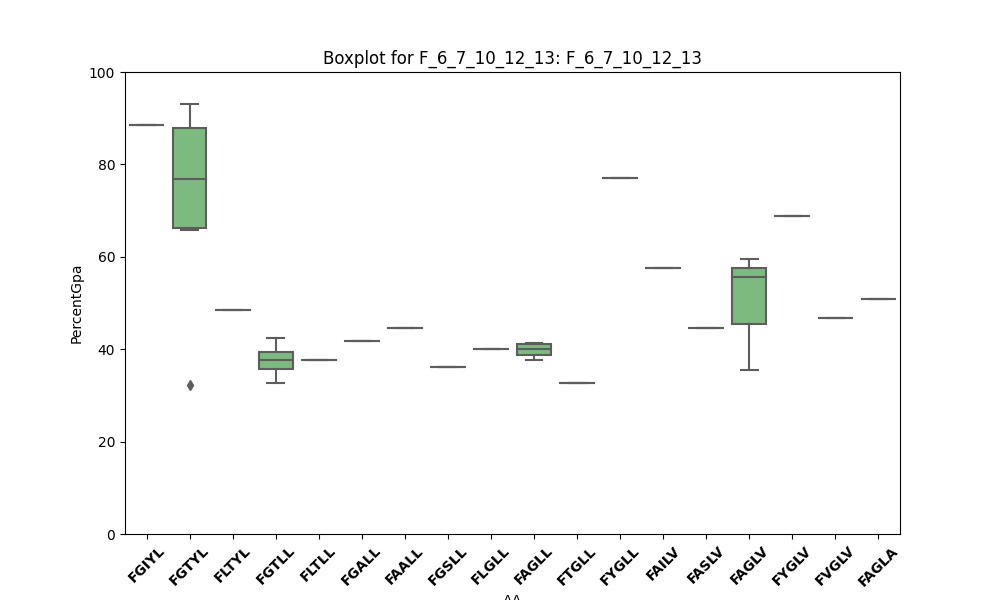 Boxplot for F_6_7_10_12_13: F_6_7_10_12_13
100
80
60
40
20
0
PercentGpa
FGIYL FGTYL FLTYL FGTLL FLTLL FGALL FAALL FGSLL FLGLL FAGLL FTGLL FYGLL FAILV FASLV FAGLV FYGLV FVGLV FAGLA
AA